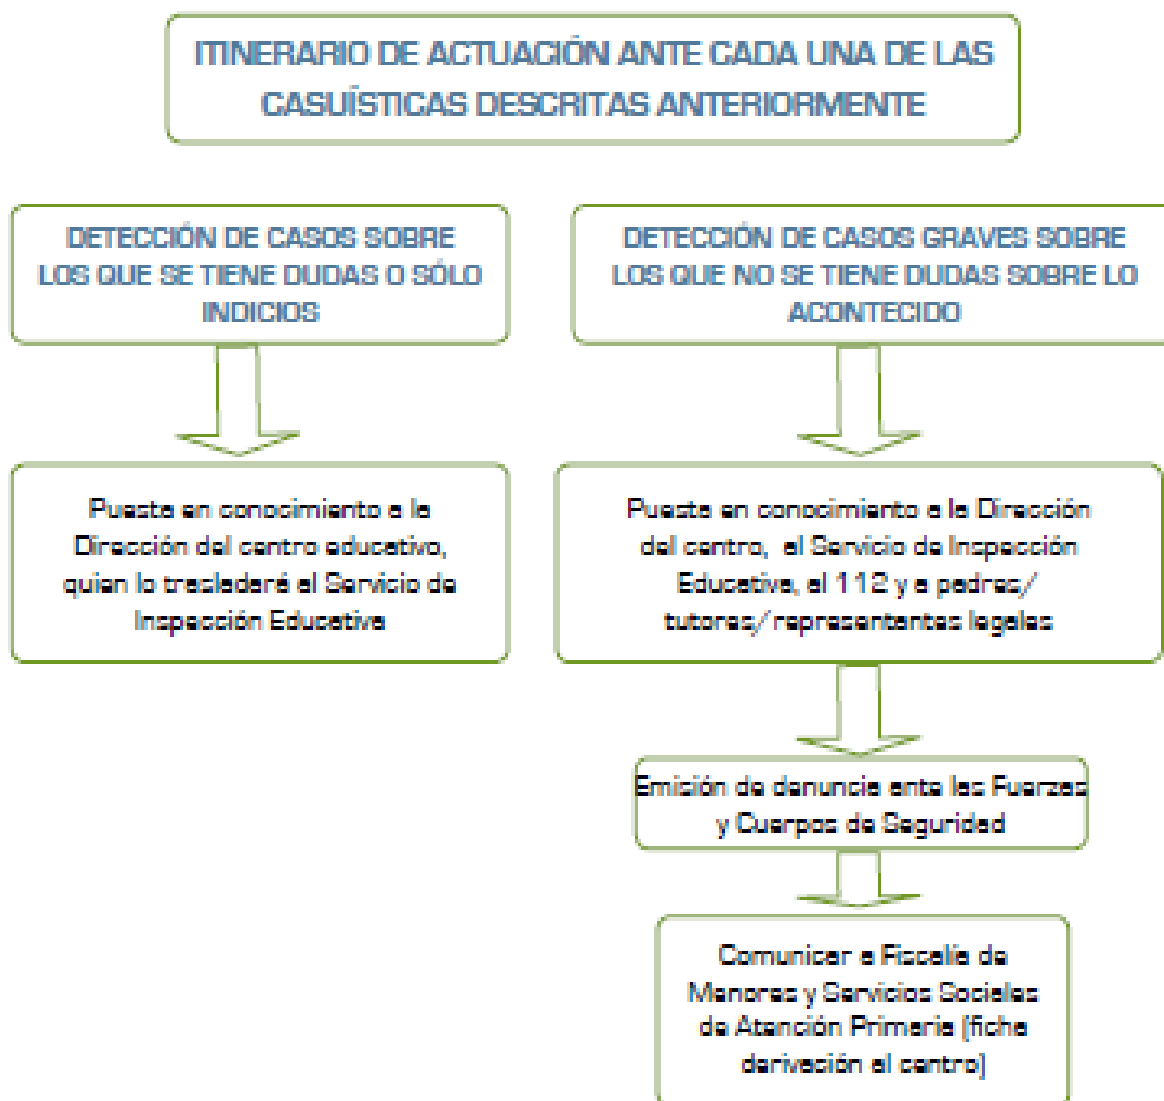 ITINERARIO DE ACTUACIÓN ANTE CADA UNA DE LAS
CASUÍSTICAS DESCRITAS ANTERIORMENTE
DETECCIÓN DE CASOS SOBRE
LOS QUE SE TIENE DUDAS O SÓLO
INDICIOS
DETECCIÓN DE CASOS GRAVES SOBRE
LOS QUE NO SE TIENE DUDAS SOBRE LO
ACONTECIDO
Puesta en conocimiento a la
Dirección del centro educativo,
quien lo trasladará al Servicio de
Inspección Educativa
Puesta en conocimiento a la Dirección
del centro, al Servicio de Inspección
Educativa, al 112 y a padres/
tutores/representantes legales
Emisión de denuncia ante las Fuerzas
y Cuerpos de Seguridad
Comunicar a Fiscalía de
Menores y Servicios Sociales
de Atención Primaria (ficha
derivación al centro)